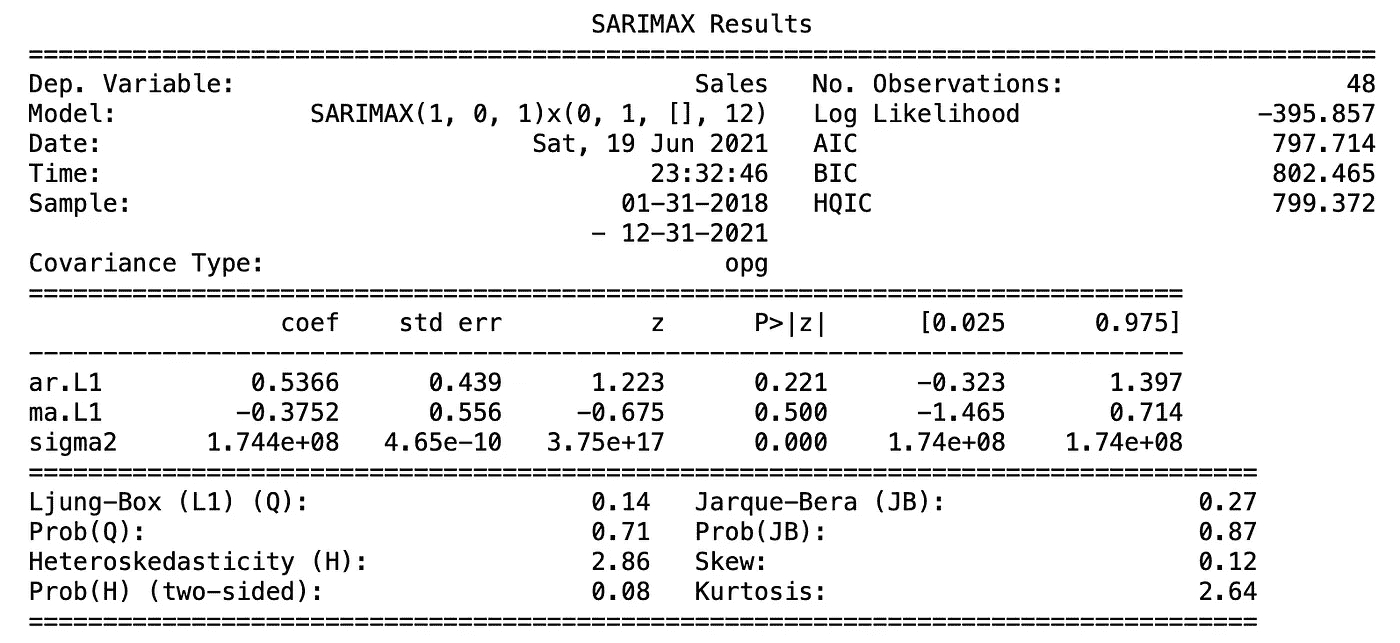 SARIMAX Results
==============================================================================================
Dep. Variable: Sales No. Observations: 48
Model: SARIMAX(1, 0, 1)x(0, 1, [], 12) Log Likelihood -395.857
Date: Sat, 19 Jun 2021 AIC 797.714
Time: 23:32:46 BIC 802.465
Sample: 01-31-2018 HQIC 799.372
- 12-31-2021
Covariance Type: opg
==============================================================================
coef std err z P>|z| [0.025 0.975]
------------------------------------------------------------------------------
ar.L1 0.5366 0.439 1.223 0.221 -0.323 1.397
ma.L1 -0.3752 0.556 -0.675 0.500 -1.465 0.714
sigma2 1.744e+08 4.65e-10 3.75e+17 0.000 1.74e+08 1.74e+08
===================================================================================
Ljung-Box (L1) (Q): 0.14 Jarque-Bera (JB): 0.27
Prob(Q): 0.71 Prob(JB): 0.87
Heteroskedasticity (H): 2.86 Skew: 0.12
Prob(H) (two-sided): 0.08 Kurtosis: 2.64
===================================================================================